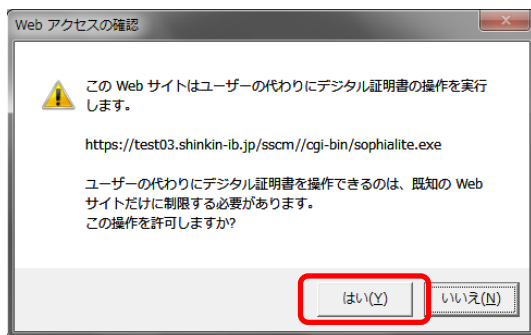 Web アクセスの確認
この Web サイトはユーザーの代わりにデジタル証明書の操作を実行
します。
https://test03.shinkin-ib.jp/sscm//cgi-bin/sophialite.exe
ユーザーの代わりにデジタル証明書を操作できるのは、既知の Web
サイトだけに制限する必要があります。
この操作を許可しますか?
はい(Y) いいえ(N)